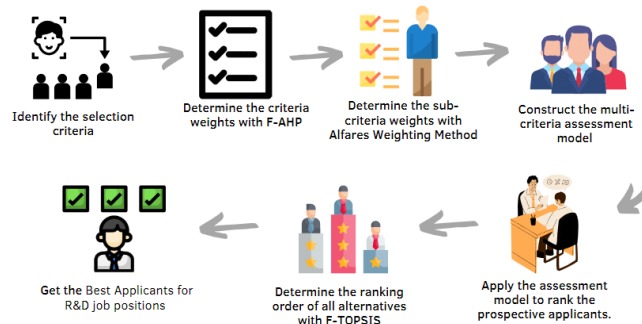 Identify the selection
criteria
Determine the criteria
weights with F-AHP
Determine the sub-
criteria weights with
Alfares Weighting Method
Construct the multi-
criteria assessment
model
Get the Best Applicants for
R&D job positions
Determine the ranking
order of all alternatives
with F-TOPSIS
Apply the assessment
model to rank the
prospective applicants.